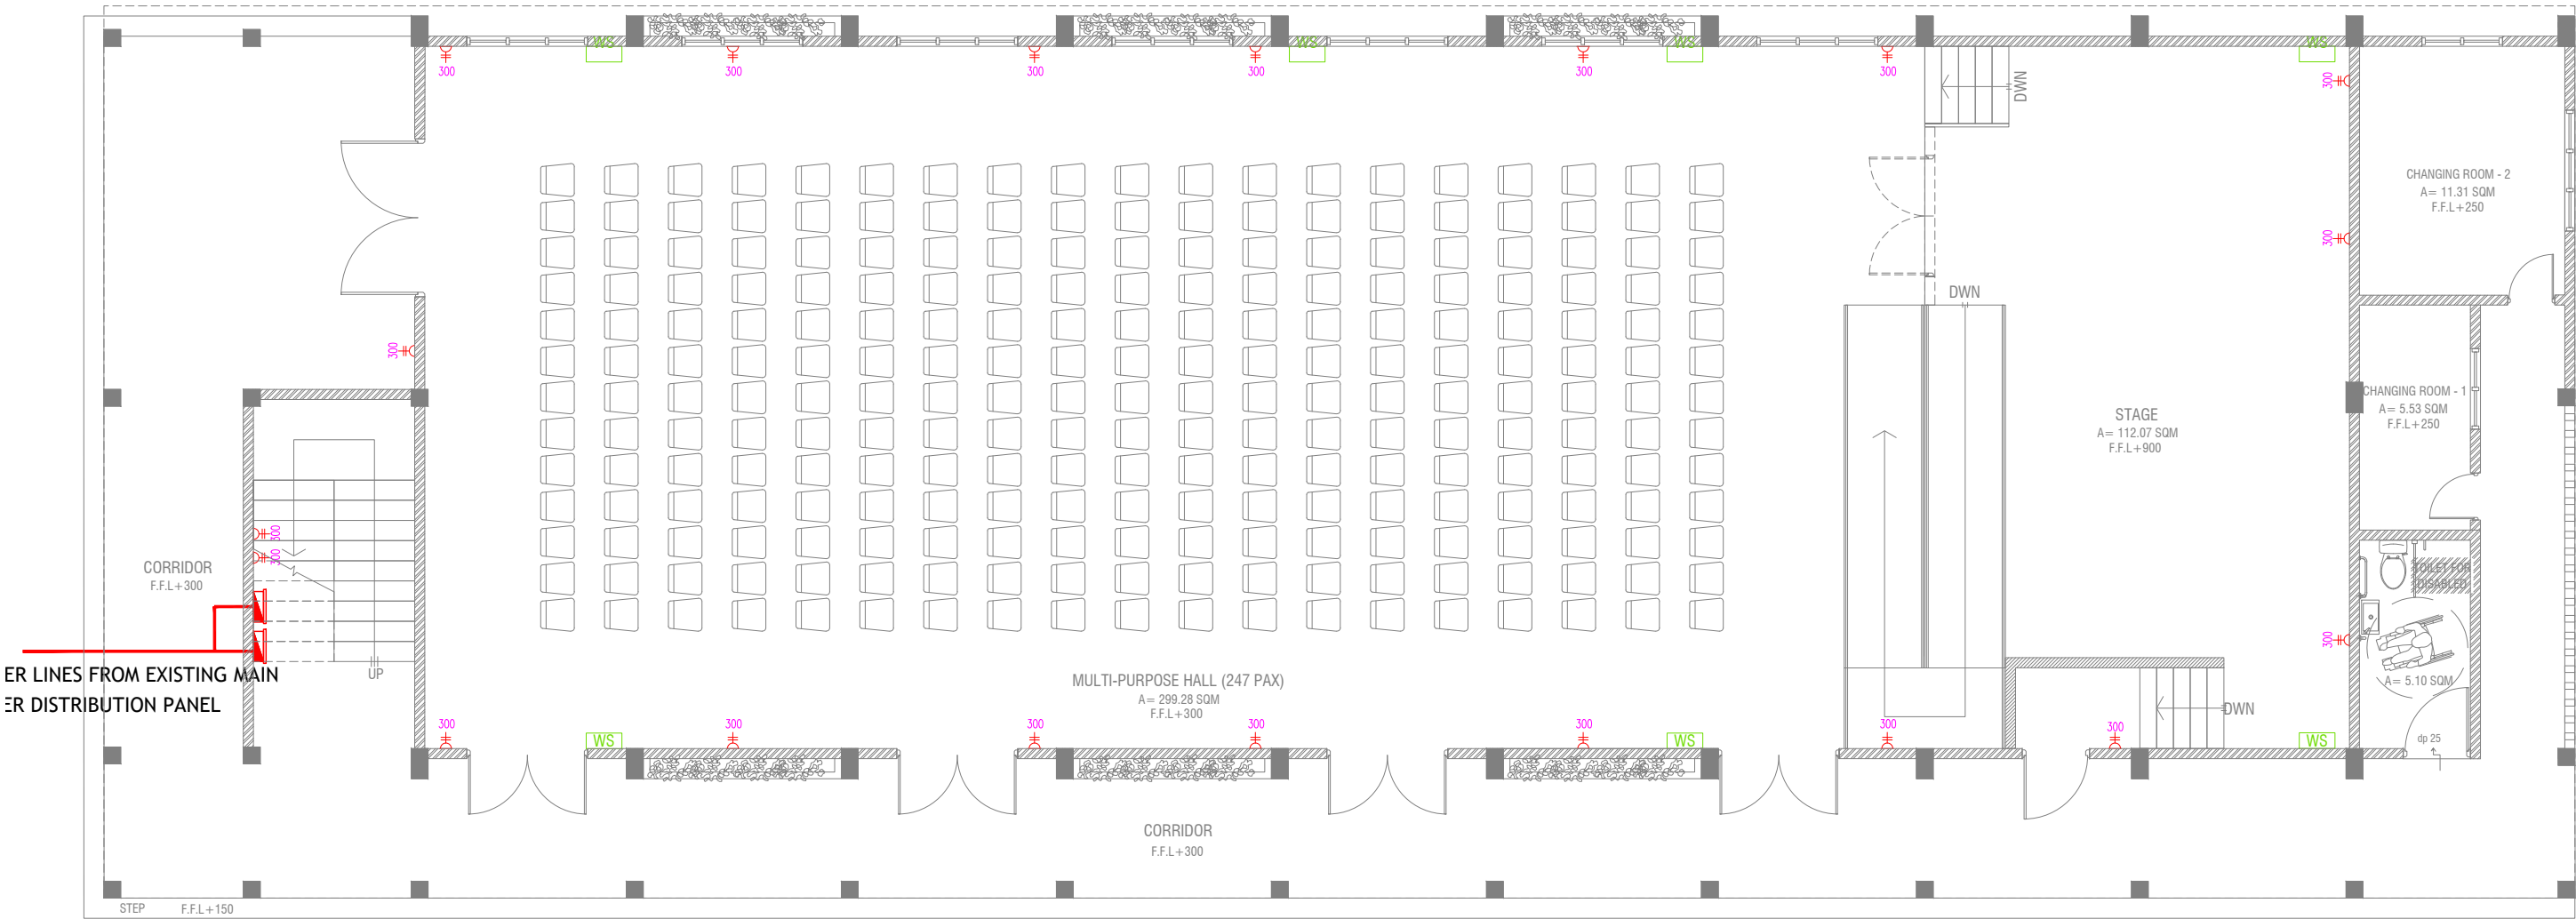 WS
WS
WS
WS
300
300
300
300
300
300
300
DWN
CHANGING ROOM - 2
A= 11.31 SQM
F.F.L+250
300
DWN
300
CHANGING ROOM - 1
A= 5.53 SQM
F.F.L+250
STAGE
A= 112.07 SQM
F.F.L+900
300
300
CORRIDOR
F.F.L+300
TOILET FOR
DISABLED
300
ER LINES FROM EXISTING MAIN
ER DISTRIBUTION PANEL
UP
MULTI-PURPOSE HALL (247 PAX)
A= 299.28 SQM
F.F.L+300
A= 5.10 SQM
DWN
300
300
300
300
300
300
300
WS
WS
WS
dp 25
CORRIDOR
F.F.L+300
STEP F.F.L+150